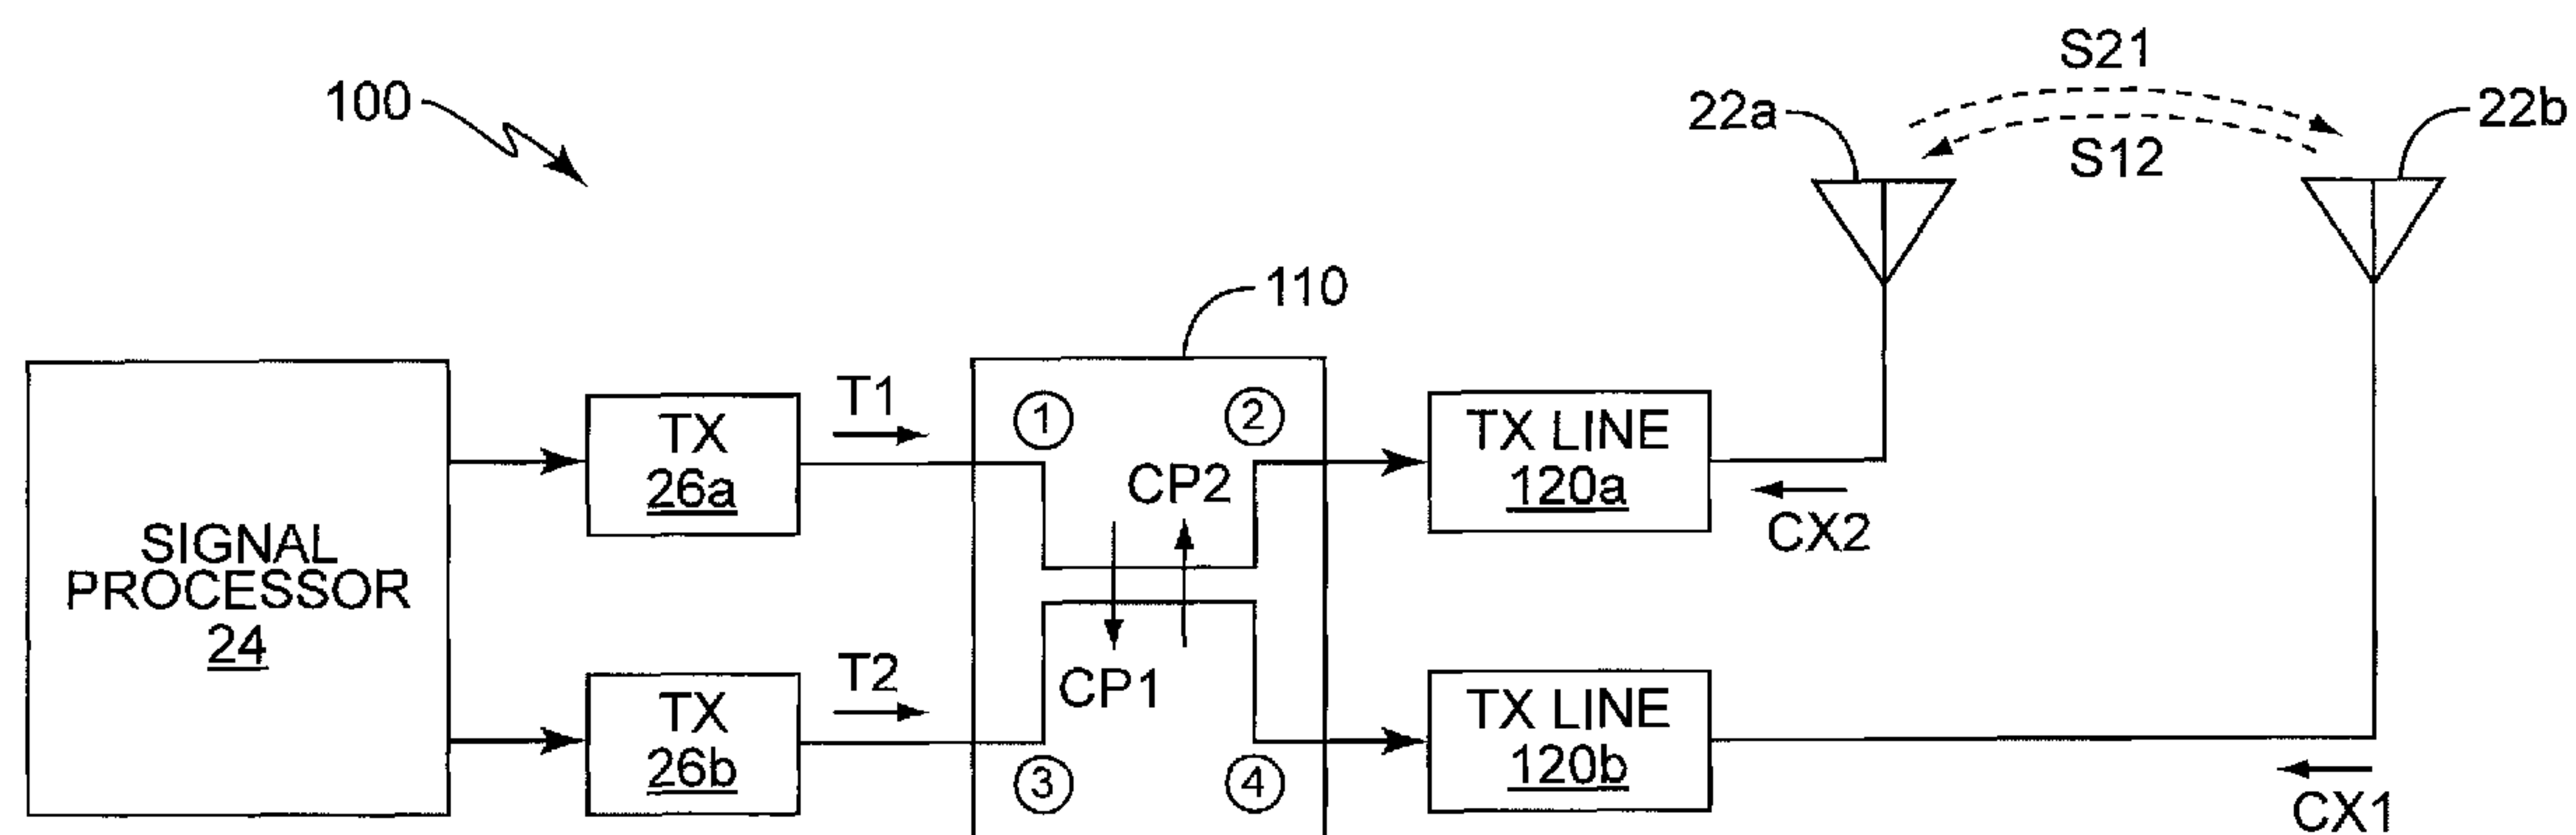 S21
100
22a
22b
S12
110
T1
1
2
TX
26a
TX LINE
120a
CP2
CX2
SIGNAL
PROCESSOR
24
T2
CP1
TX
26b
TX LINE
120b
3
4
CX1